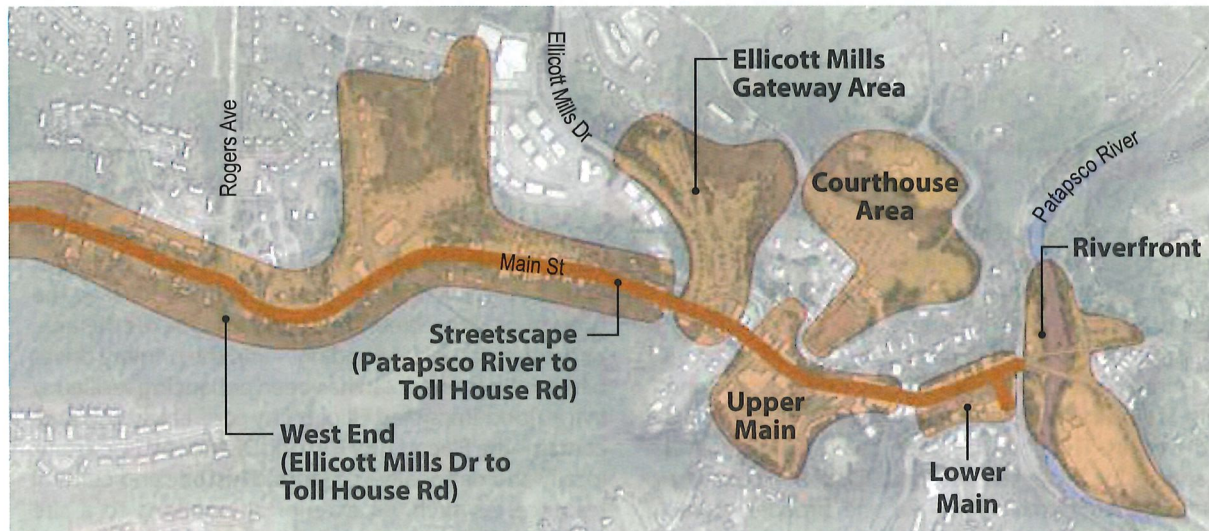 Ellicott Mills Dr
Ellicott Mills
Gateway Area
Rogers Ave
Courthouse
Area
Patapsco River
Riverfront
Main St
Streetscape
(Patapsco River to
Toll House Rd)
Upper
Main
West End
(Ellicott Mills Dr to
Toll House Rd)
Lower
Main